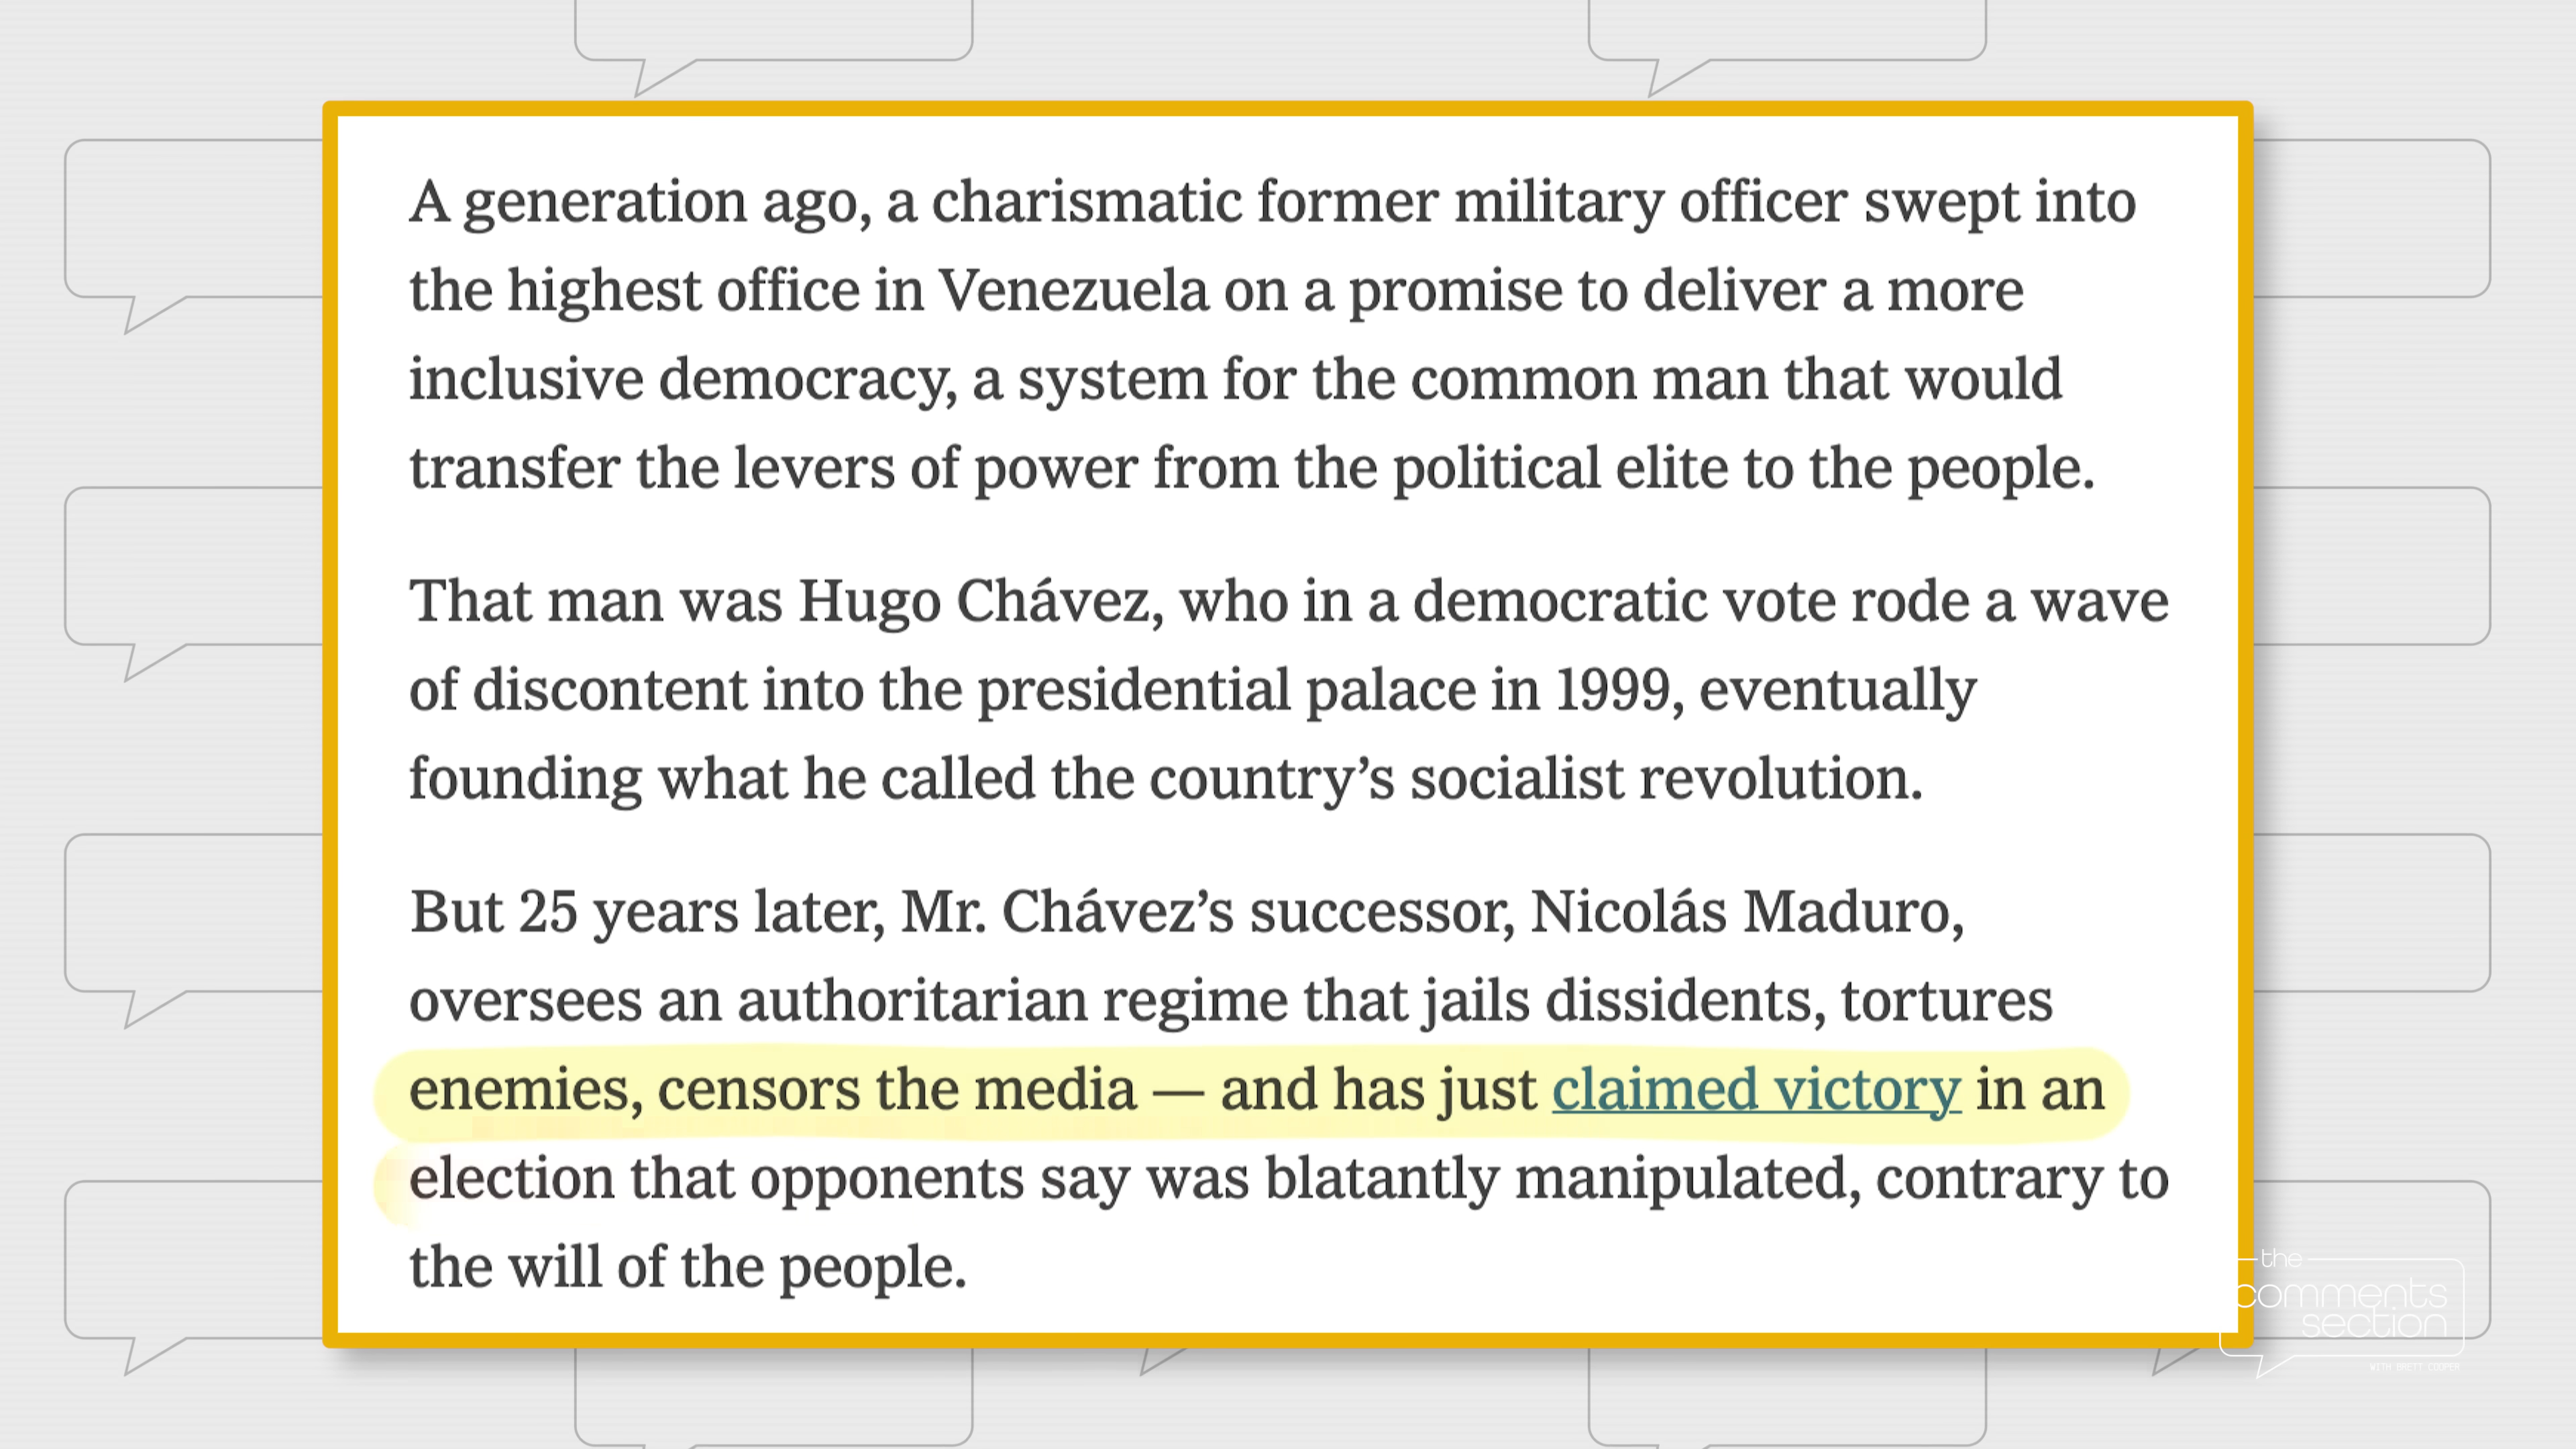 A generation ago, a charismatic former military officer swept into
the highest office in Venezuela on a promise to deliver a more
inclusive democracy, a system for the common man that would
transfer the levers of power from the political elite to the people.
That man was Hugo Chávez, who in a democratic vote rode a wave
of discontent into the presidential palace in 1999, eventually
founding what he called the country’s socialist revolution.
But 25 years later, Mr. Chávez’s successor, Nicolás Maduro,
oversees an authoritarian regime that jails dissidents, tortures
enemies, censors the media — and has just claimed victory in an
election that opponents say was blatantly manipulated, contrary to
the will of the people.
the
comments
section
WITH BRETT COOPER